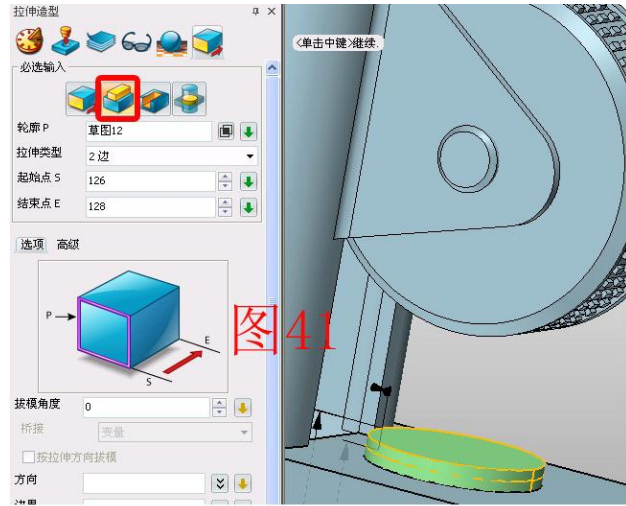 拉伸造型
必选输入
轮廓 P 草图12
拉伸类型 2 边
起始点 S 126
结束点 E 128
选项 高级
P
E
S
拔模角度 0
桥接 变量
按拉伸方向拔模
方向
<单击中键>继续.
图41